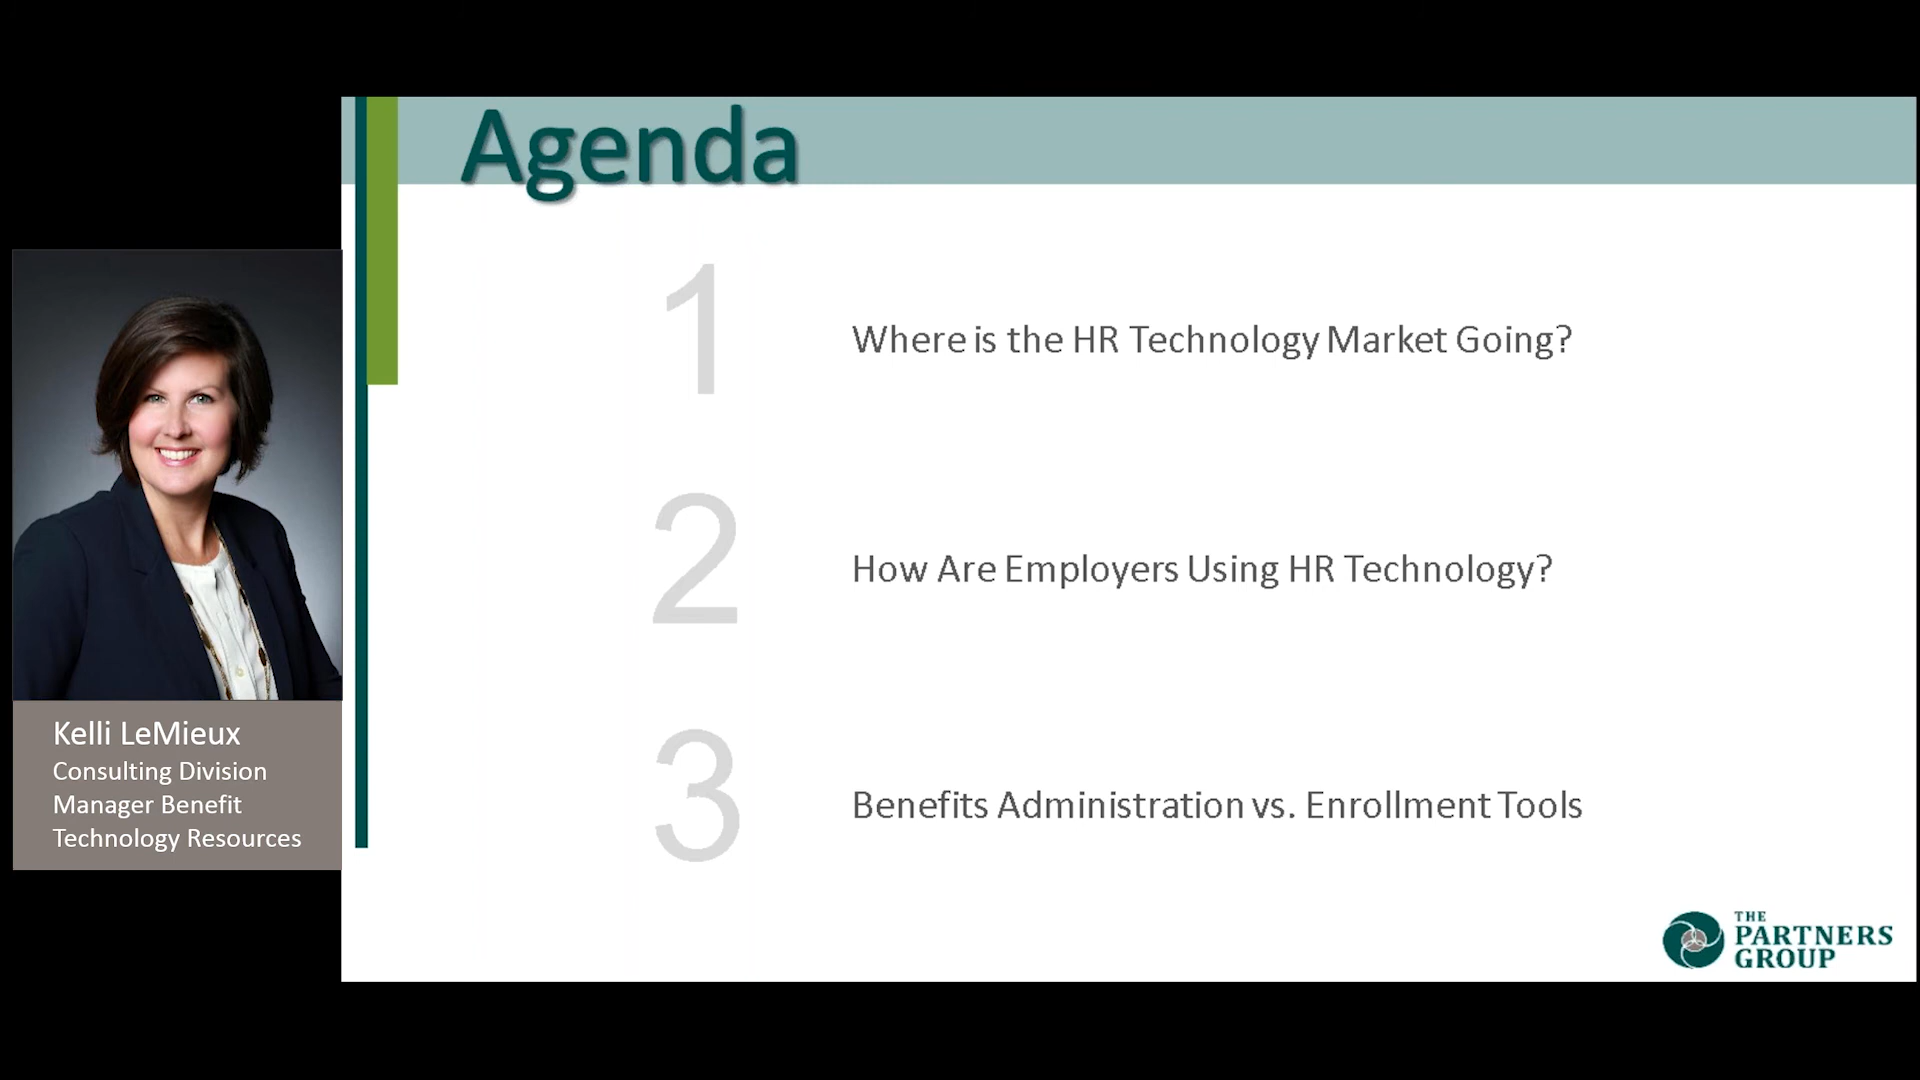 Agenda
1
Where is the HR Technology Market Going?
2
How Are Employers Using HR Technology?
3
Benefits Administration vs. Enrollment Tools
Kelli LeMieux
Consulting Division
Manager Benefit
Technology Resources
THE
PARTNERS
GROUP